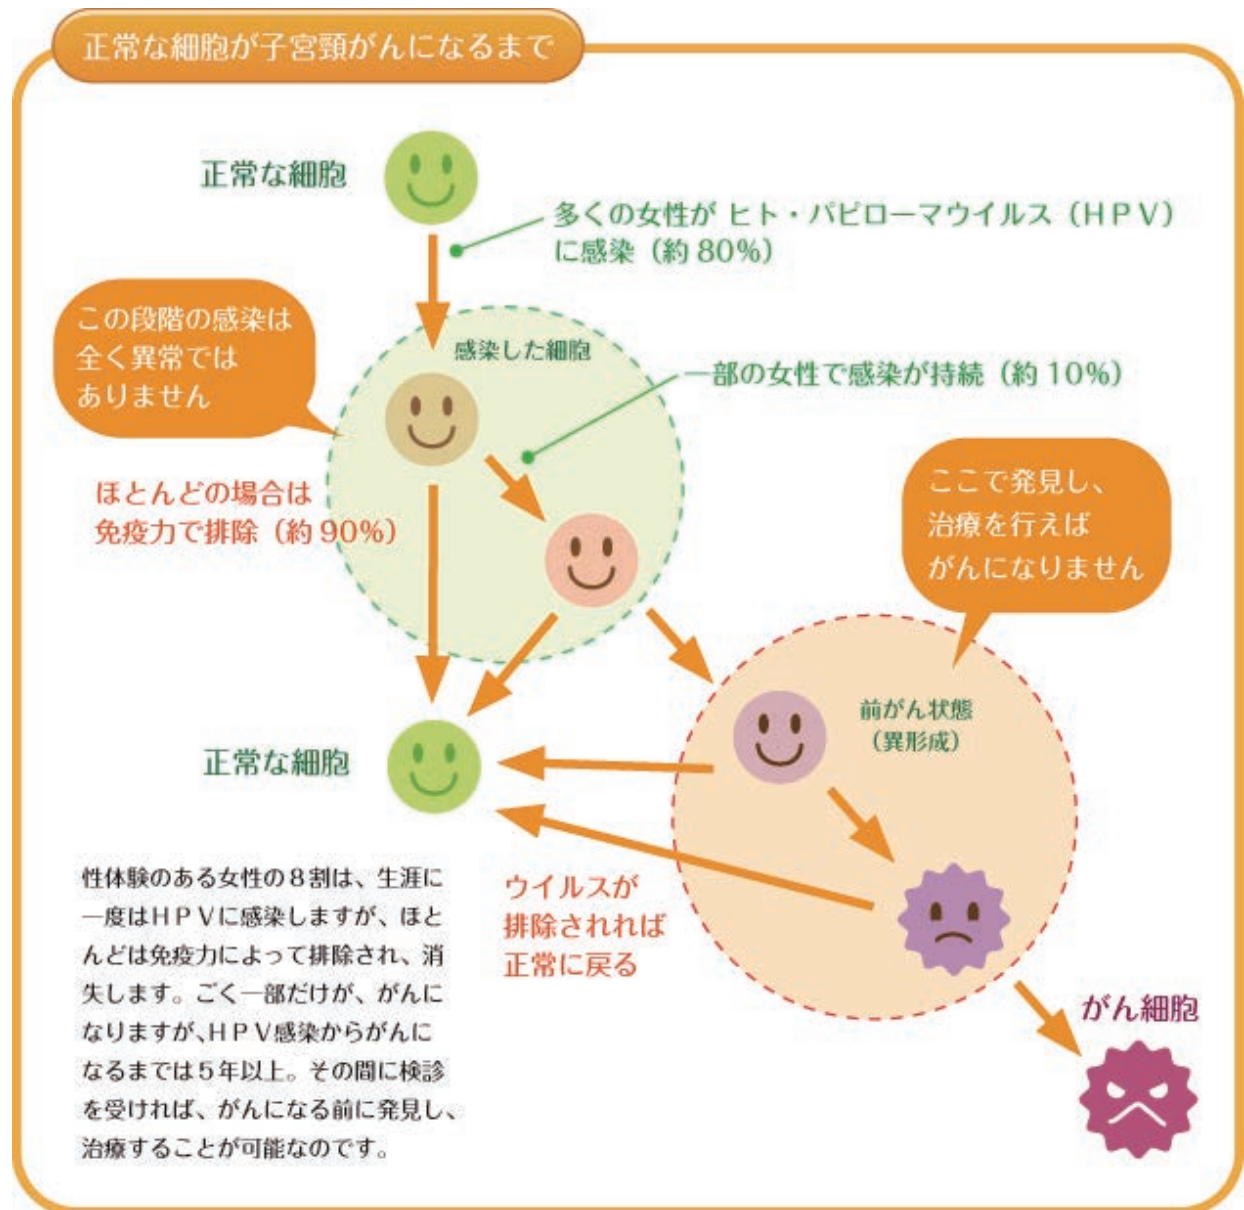 正常な細胞が子宮頸がんになるまで
正常な細胞
多くの女性が ヒト・パピローマウイルス（ＨＰＶ）
に感染（約 80%）
この段階の感染は
全く異常では
ありません
感染した細胞
一部の女性で感染が持続（約 10%）
ほとんどの場合は
免疫力で排除（約 90%）
ここで発見し、
治療を行えば
がんになりません
前がん状態
（異形成）
正常な細胞
ウイルスが
排除されれば
正常に戻る
がん細胞
性体験のある女性の８割は、生涯に
一度はＨＰＶに感染しますが、ほと
んどは免疫力によって排除され、消
失します。ごく一部だけが、がんに
なりますが、ＨＰＶ感染からがんに
なるまでは５年以上。その間に検診
を受ければ、がんになる前に発見し、
治療することが可能なのです。